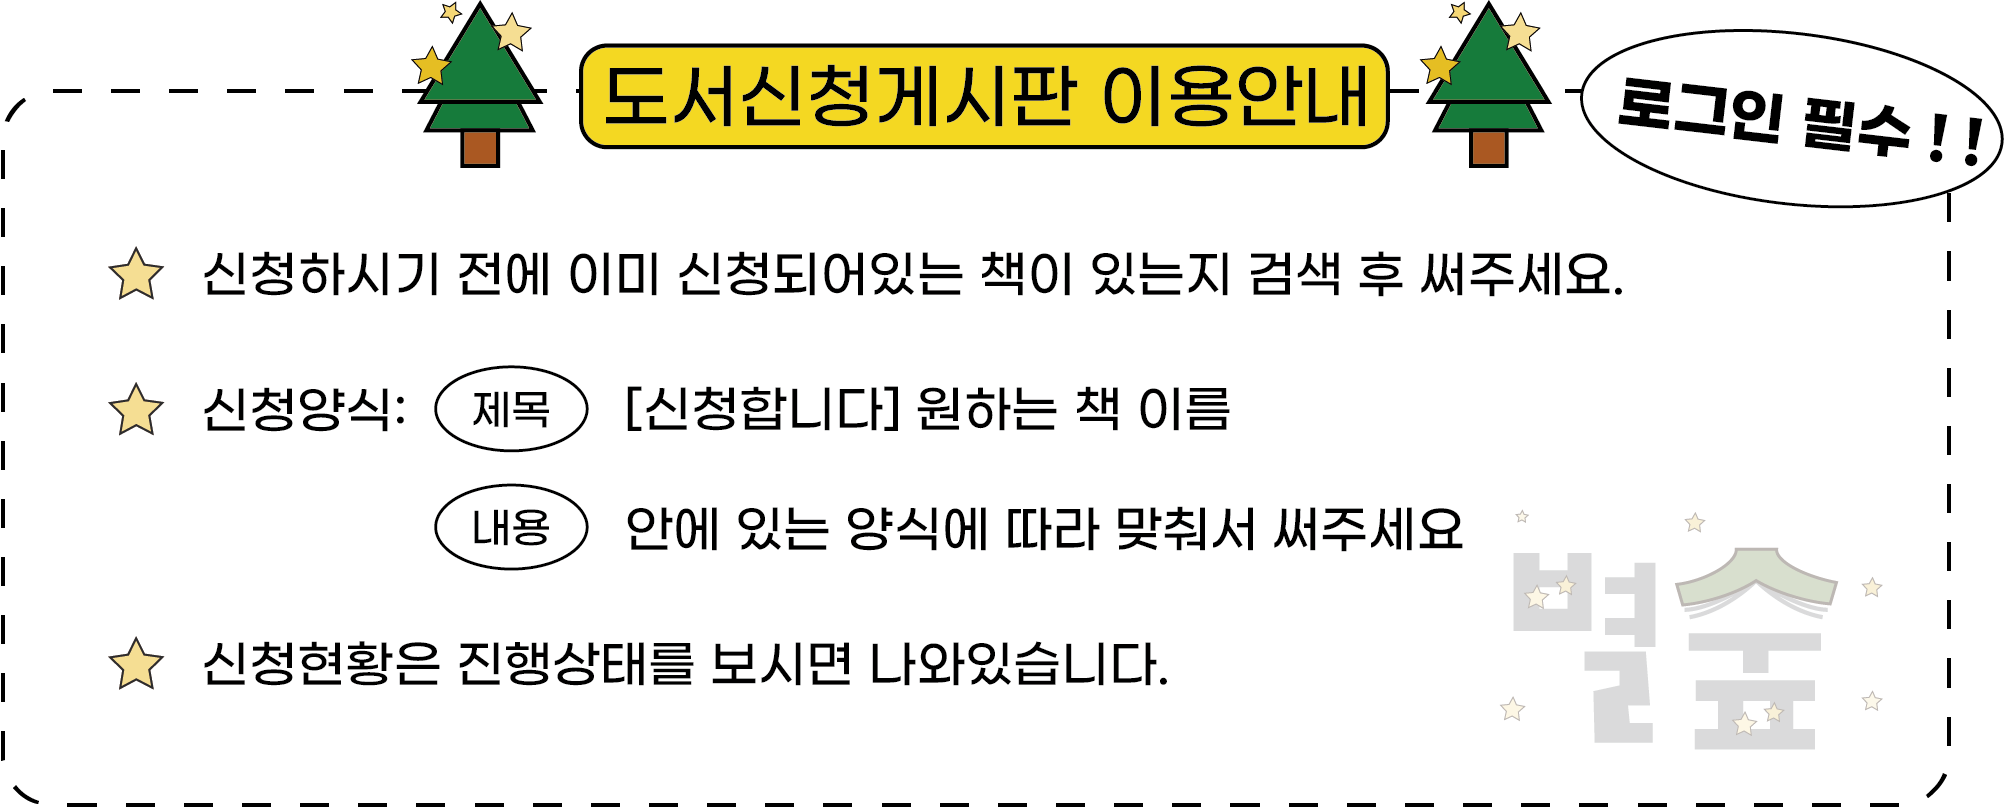 도서신청게시판 이용안내
로그인 필수 ! !
신청하시기 전에 이미 신청되어있는 책이 있는지 검색 후 써주세요.
신청양식: 제목 [신청합니다] 원하는 책 이름
내용 안에 있는 양식에 따라 맞춰서 써주세요
신청현황은 진행상태를 보시면 나와있습니다.
별숲